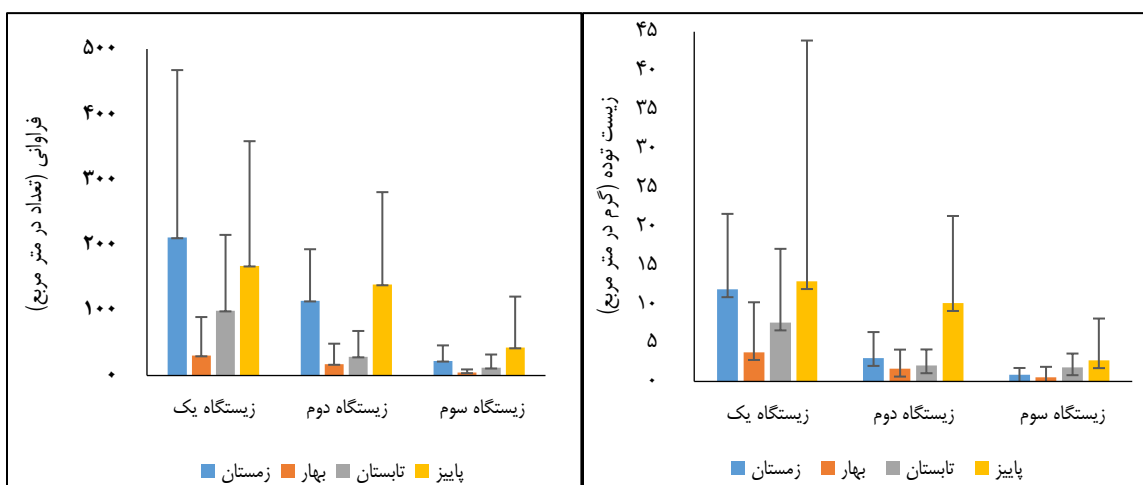 فراوانی (تعداد در متر مربع)
۵۰۰
۴۰۰
۳۰۰
۲۰۰
۱۰۰
۰
زیستگاه یک زیستگاه دوم زیستگاه سوم
زمستان بهار تابستان پاییز
زیست توده (گرم در متر مربع)
۴۵
۴۰
۳۵
۳۰
۲۵
۲۰
۱۵
۱۰
۵
۰
زیستگاه یک زیستگاه دوم زیستگاه سوم
زمستان بهار تابستان پاییز